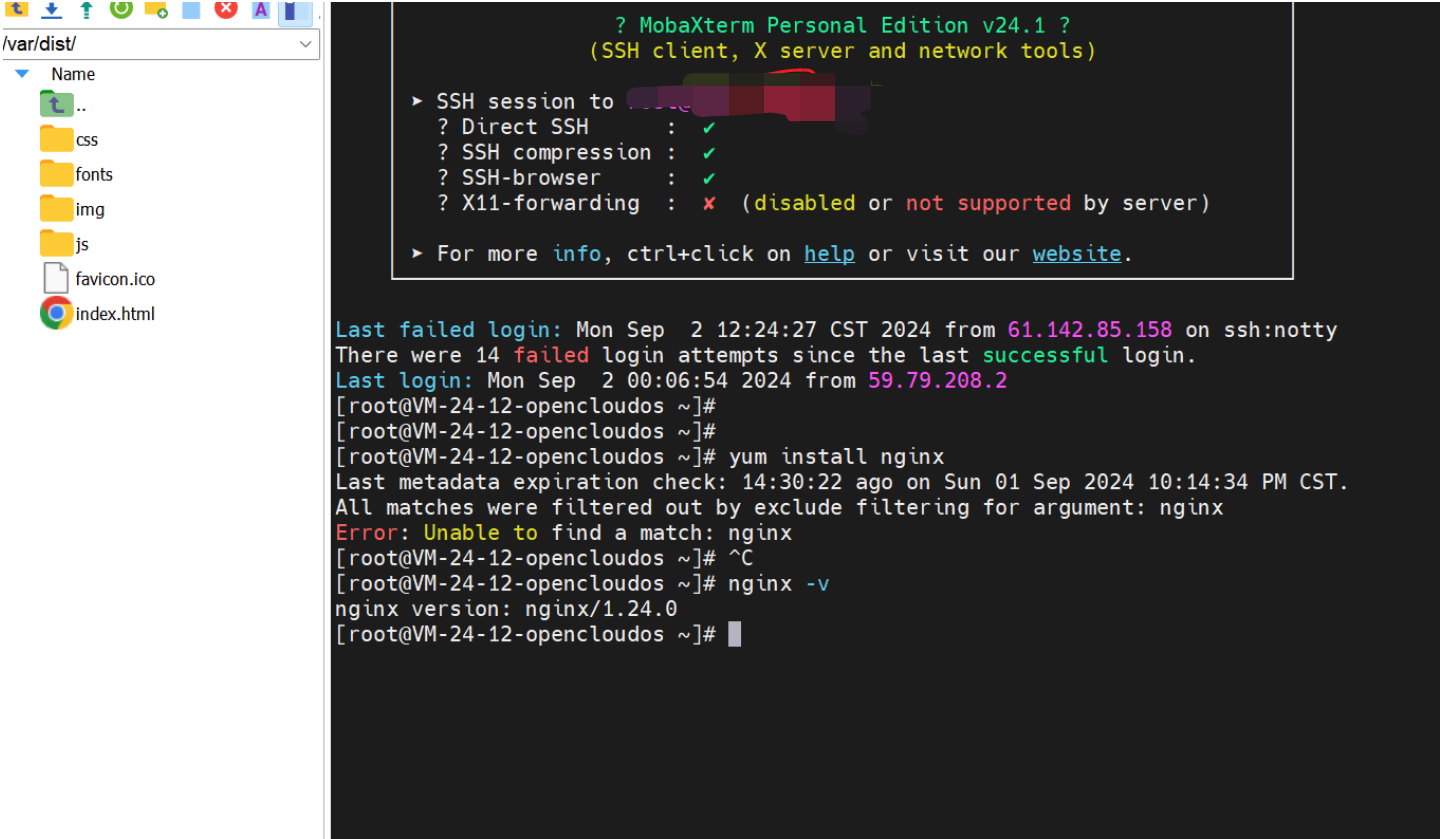 /var/dist/
Name
..
css
fonts
img
js
favicon.ico
index.html
? MobaXterm Personal Edition v24.1 ?
(SSH client, X server and network tools)
➤ SSH session to
? Direct SSH : ✔
? SSH compression : ✔
? SSH-browser : ✔
? X11-forwarding : ✘ (disabled or not supported by server)
➤ For more info, ctrl+click on help or visit our website.
Last failed login: Mon Sep  2 12:24:27 CST 2024 from 61.142.85.158 on ssh:notty
There were 14 failed login attempts since the last successful login.
Last login: Mon Sep  2 00:06:54 2024 from 59.79.208.2
[root@VM-24-12-opencloudos ~]#
[root@VM-24-12-opencloudos ~]#
[root@VM-24-12-opencloudos ~]# yum install nginx
Last metadata expiration check: 14:30:22 ago on Sun 01 Sep 2024 10:14:34 PM CST.
All matches were filtered out by exclude filtering for argument: nginx
Error: Unable to find a match: nginx
[root@VM-24-12-opencloudos ~]# ^C
[root@VM-24-12-opencloudos ~]# nginx -v
nginx version: nginx/1.24.0
[root@VM-24-12-opencloudos ~]#